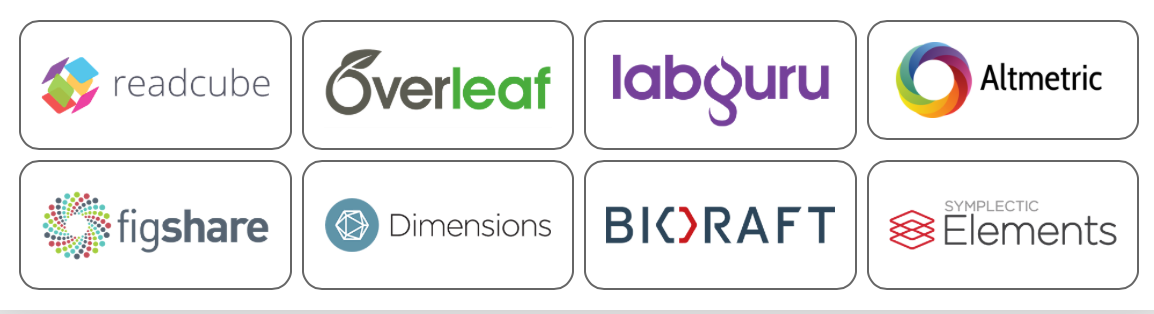 readcube
Overleaf
labguru
Altmetric
figshare
Dimensions
BIORAFT
SYMPLECTIC
Elements